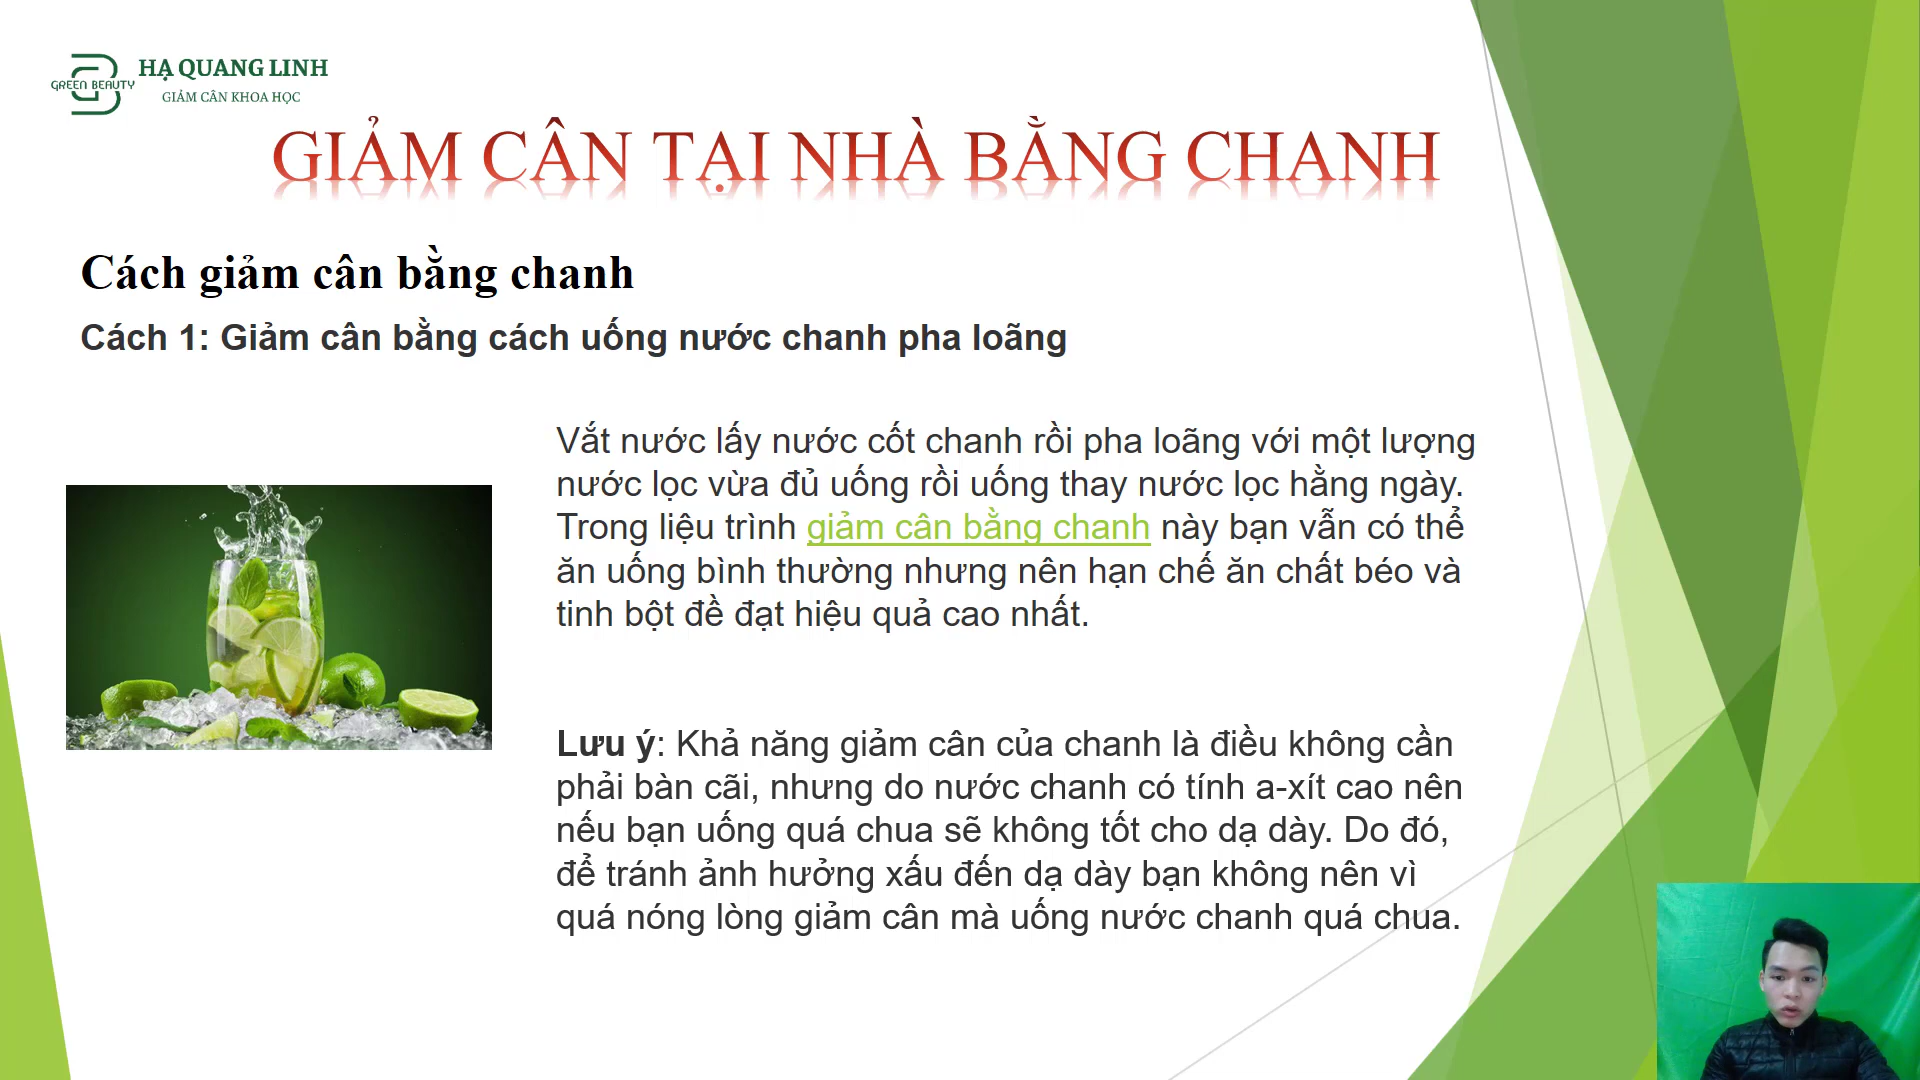 GREEN BEAUTY
HẠ QUANG LINH
GIẢM CÂN KHOA HỌC
GIẢM CÂN TẠI NHÀ BẰNG CHANH
Cách giảm cân bằng chanh
Cách 1: Giảm cân bằng cách uống nước chanh pha loãng
Vắt nước lấy nước cốt chanh rồi pha loãng với một lượng
nước lọc vừa đủ uống rồi uống thay nước lọc hằng ngày.
Trong liệu trình giảm cân bằng chanh này bạn vẫn có thể
ăn uống bình thường nhưng nên hạn chế ăn chất béo và
tinh bột đề đạt hiệu quả cao nhất.
Lưu ý: Khả năng giảm cân của chanh là điều không cần
phải bàn cãi, nhưng do nước chanh có tính a-xít cao nên
nếu bạn uống quá chua sẽ không tốt cho dạ dày. Do đó,
để tránh ảnh hưởng xấu đến dạ dày bạn không nên vì
quá nóng lòng giảm cân mà uống nước chanh quá chua.